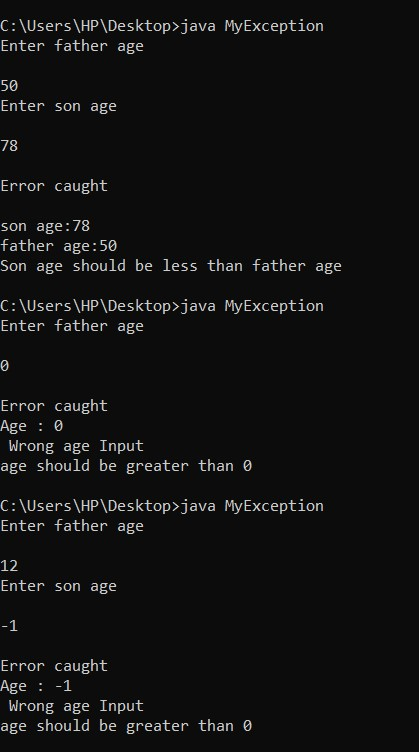 C:\Users\HP\Desktop>java MyException
Enter father age
50
Enter son age
78
Error caught
son age:78
father age:50
Son age should be less than father age
C:\Users\HP\Desktop>java MyException
Enter father age
0
Error caught
Age : 0
 Wrong age Input
age should be greater than 0
C:\Users\HP\Desktop>java MyException
Enter father age
12
Enter son age
-1
Error caught
Age : -1
 Wrong age Input
age should be greater than 0